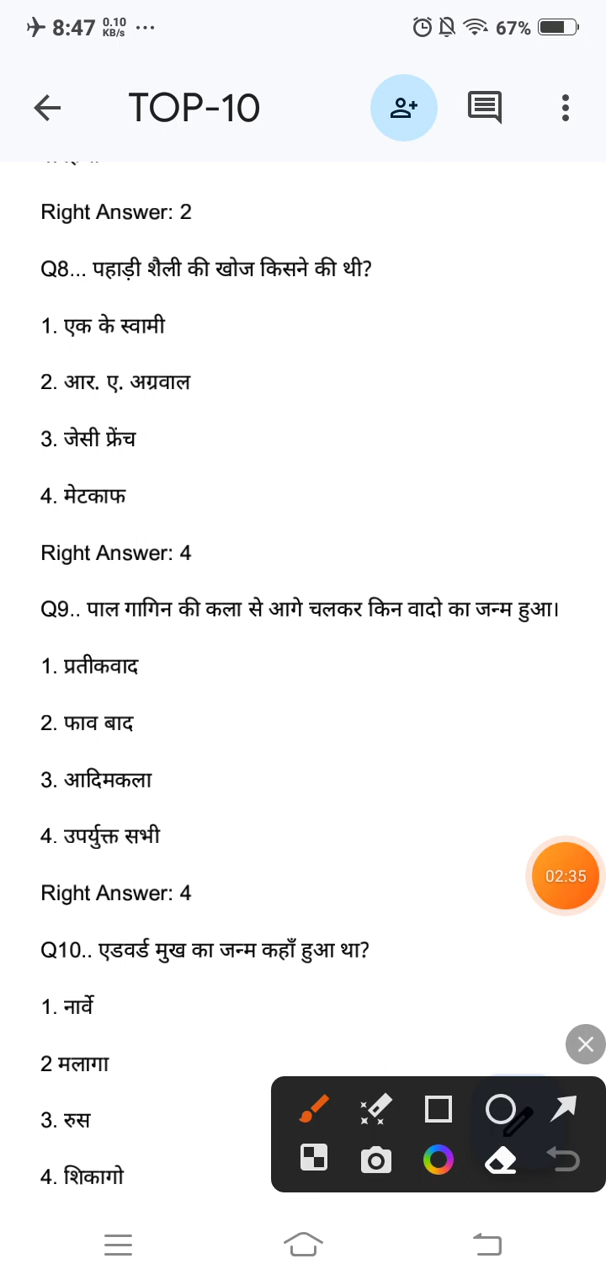 8:47 0.10 KB/s ... 67%
TOP-10
Right Answer: 2
Q8... पहाड़ी शैली की खोज किसने की थी?
1. एक के स्वामी
2. आर. ए. अग्रवाल
3. जेसी फ्रेंच
4. मेटकाफ
Right Answer: 4
Q9.. पाल गागिन की कला से आगे चलकर किन वादो का जन्म हुआ।
1. प्रतीकवाद
2. फाव बाद
3. आदिमकला
4. उपर्युक्त सभी
02:35
Right Answer: 4
Q10.. एडवर्ड मुख का जन्म कहाँ हुआ था?
1. नार्वे
2 मलागा
3. रुस
4. शिकागो